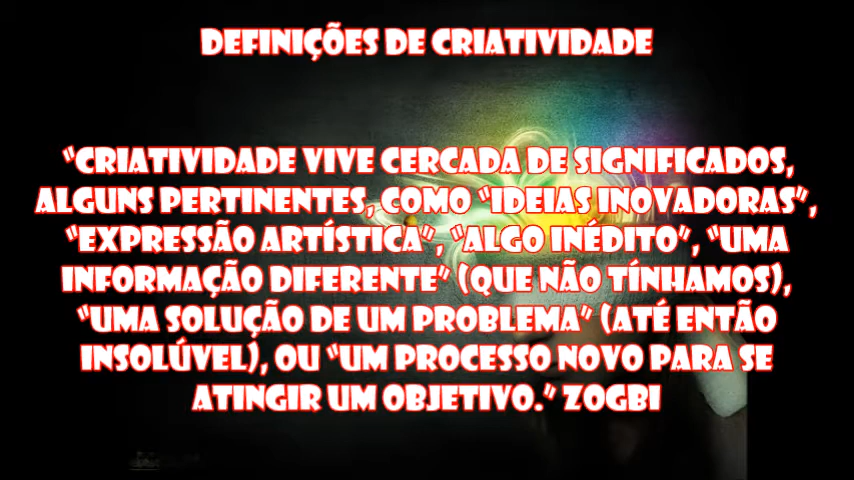 DEFINIÇÕES DE CRIATIVIDADE
"CRIATIVIDADE VIVE CERCADA DE SIGNIFICADOS,
ALGUNS PERTINENTES, COMO "IDEIAS INOVADORAS",
"EXPRESSÃO ARTÍSTICA", "ALGO INÉDITO", "UMA
INFORMAÇÃO DIFERENTE" (QUE NÃO TÍNHAMOS),
"UMA SOLUÇÃO DE UM PROBLEMA" (ATÉ ENTÃO
INSOLÚVEL), OU "UM PROCESSO NOVO PARA SE
ATINGIR UM OBJETIVO." ZOGBI